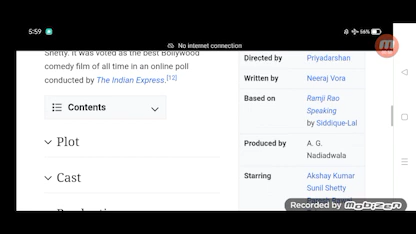 5:59
56%
No internet connection
Shetty. It was voted as the best Bollywood
comedy film of all time in an online poll
conducted by The Indian Express.[12]
Contents
Plot
Cast
Directed by Priyadarshan
Written by Neeraj Vora
Based on Ramji Rao
Speaking
by Siddique-Lal
Produced by A. G.
Nadiadwala
Starring Akshay Kumar
Sunil Shetty
Recorded by Mobizen